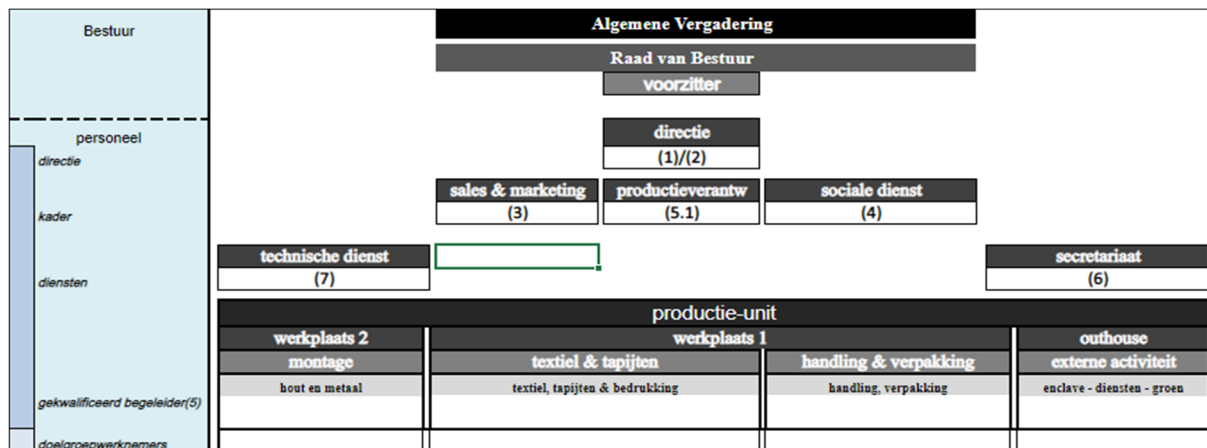 Bestuur
Algemene Vergadering
Raad van Bestuur
voorzitter
personeel
directie
directie
(1)/(2)
kader
sales & marketing
productieverantw
sociale dienst
(3)
(5.1)
(4)
diensten
technische dienst
secretariaat
(7)
(6)
productie-unit
werkplaats 2
werkplaats 1
outhouse
montage
textiel & tapijten
handling & verpakking
externe activiteit
hout en metaal
textiel, tapijten & bedrukking
handling, verpakking
enclave - diensten - groen
gekwalificeerd begeleider(5)
doelgroepwerknemers